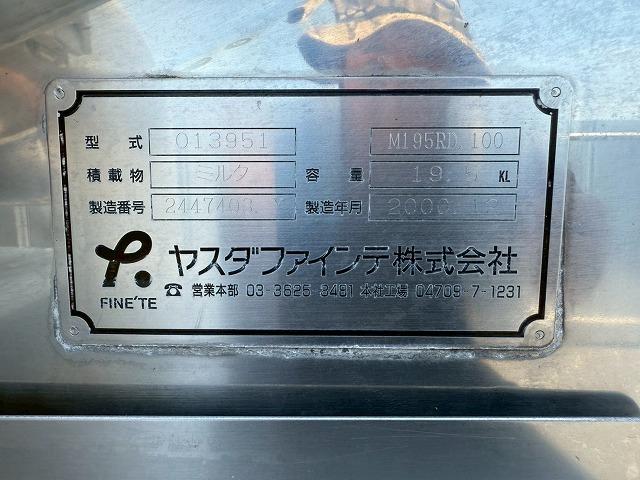 型式 013951 M195RD.100
積載物 ミルク 容量 19.5 KL
製造番号 製造年月
ヤスダファインテ株式会社
FINE'TE
☎ 営業本部 03-3625-3491 本社工場 04709-7-1231